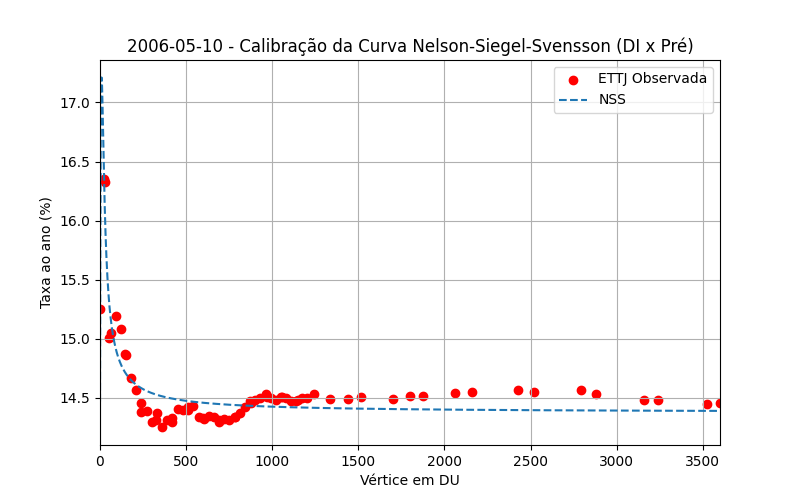 2006-05-10 - Calibração da Curva Nelson-Siegel-Svensson (DI x Pré)
ETTJ Observada
NSS
Taxa ao ano (%)
17.0
16.5
16.0
15.5
15.0
14.5
0 500 1000 1500 2000 2500 3000 3500
Vértice em DU